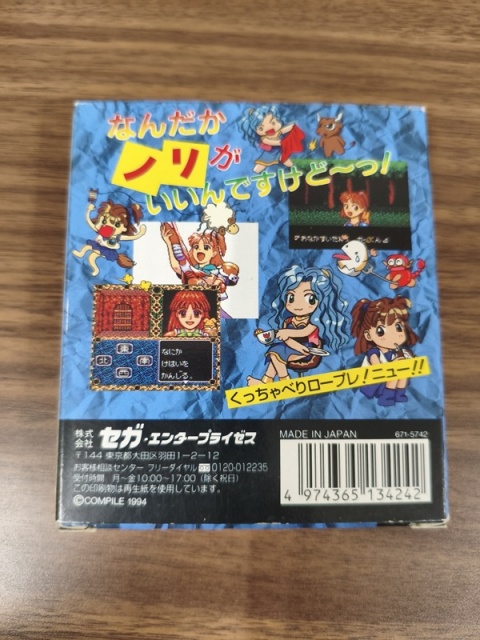 なんだか
ノリが
いいんですけど〜っ!
なにか
けはいを
かんじる。
東
北 南
西
くっちゃべりロープレ!ニュー!!
株式会社 セガ・エンタープライゼス
〒144 東京都大田区羽田1-2-12
お客様相談センター フリーダイヤル 0120-012235
受付時間 月〜金10:00〜17:00(除く祝日)
この印刷物は再生紙を使用しています。
©COMPILE 1994
MADE IN JAPAN 671-5742
4 974365 134242